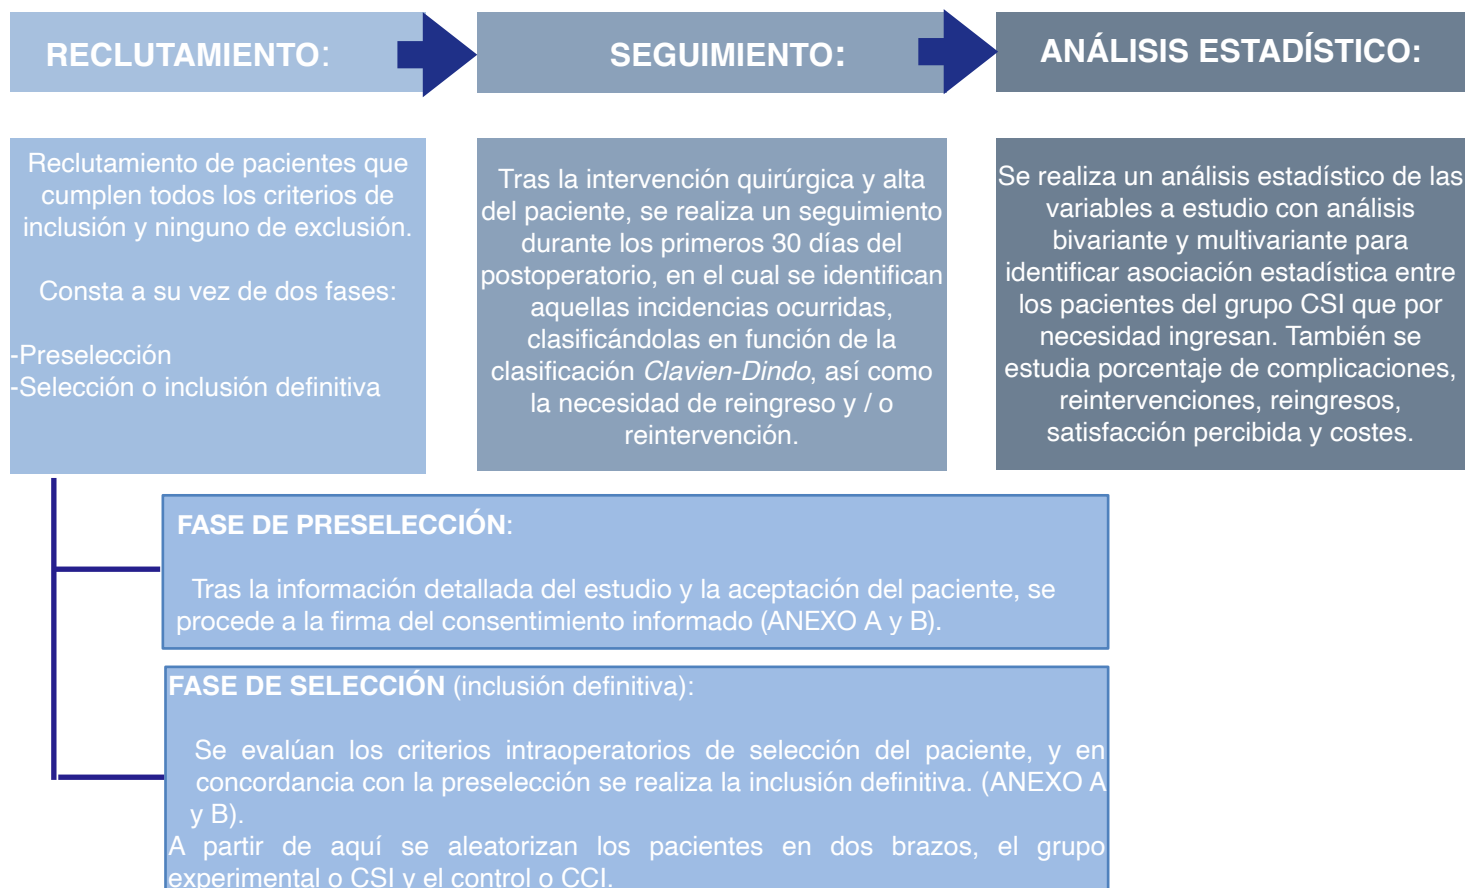 RECLUTAMIENTO:
SEGUIMIENTO:
ANÁLISIS ESTADÍSTICO:
Reclutamiento de pacientes que
cumplen todos los criterios de
inclusión y ninguno de exclusión.
Consta a su vez de dos fases:
-Preselección
-Selección o inclusión definitiva
Tras la intervención quirúrgica y alta
del paciente, se realiza un seguimiento
durante los primeros 30 días del
postoperatorio, en el cual se identifican
aquellas incidencias ocurridas,
clasificándolas en función de la
clasificación Clavien-Dindo, así como
la necesidad de reingreso y / o
reintervención.
Se realiza un análisis estadístico de las
variables a estudio con análisis
bivariante y multivariante para
identificar asociación estadística entre
los pacientes del grupo CSI que por
necesidad ingresan. También se
estudia porcentaje de complicaciones,
reintervenciones, reingresos,
satisfacción percibida y costes.
FASE DE PRESELECCIÓN:
Tras la información detallada del estudio y la aceptación del paciente, se
procede a la firma del consentimiento informado (ANEXO A y B).
FASE DE SELECCIÓN (inclusión definitiva):
Se evalúan los criterios intraoperatorios de selección del paciente, y en
concordancia con la preselección se realiza la inclusión definitiva. (ANEXO A
y B).
A partir de aquí se aleatorizan los pacientes en dos brazos, el grupo
experimental o CSI y el control o CCI.